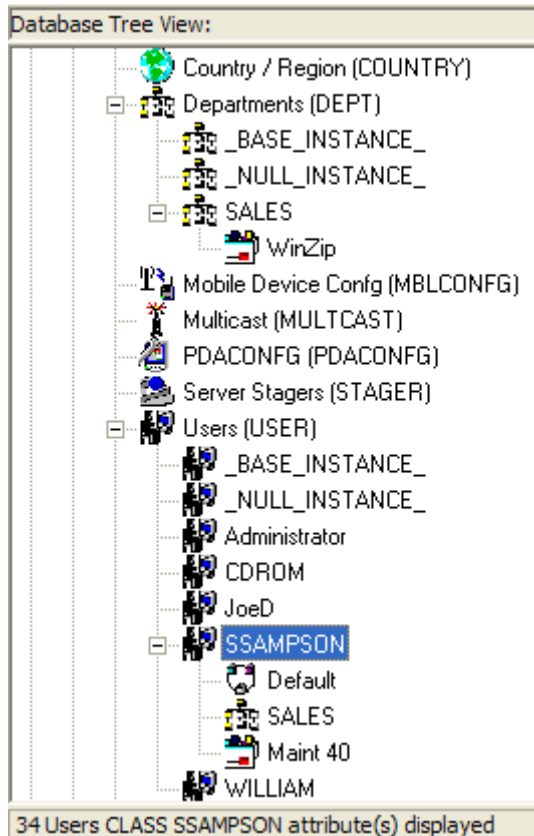 Database Tree View:
Country / Region (COUNTRY)
Departments (DEPT)
_BASE_INSTANCE_
_NULL_INSTANCE_
SALES
WinZip
Mobile Device Confg (MBLCONFG)
Multicast (MULTCAST)
PDACONFG (PDACONFG)
Server Stagers (STAGER)
Users (USER)
_BASE_INSTANCE_
_NULL_INSTANCE_
Administrator
CDROM
JoeD
SSAMPSON
Default
SALES
Maint 40
WILLIAM
34 Users CLASS SSAMPSON attribute(s) displayed